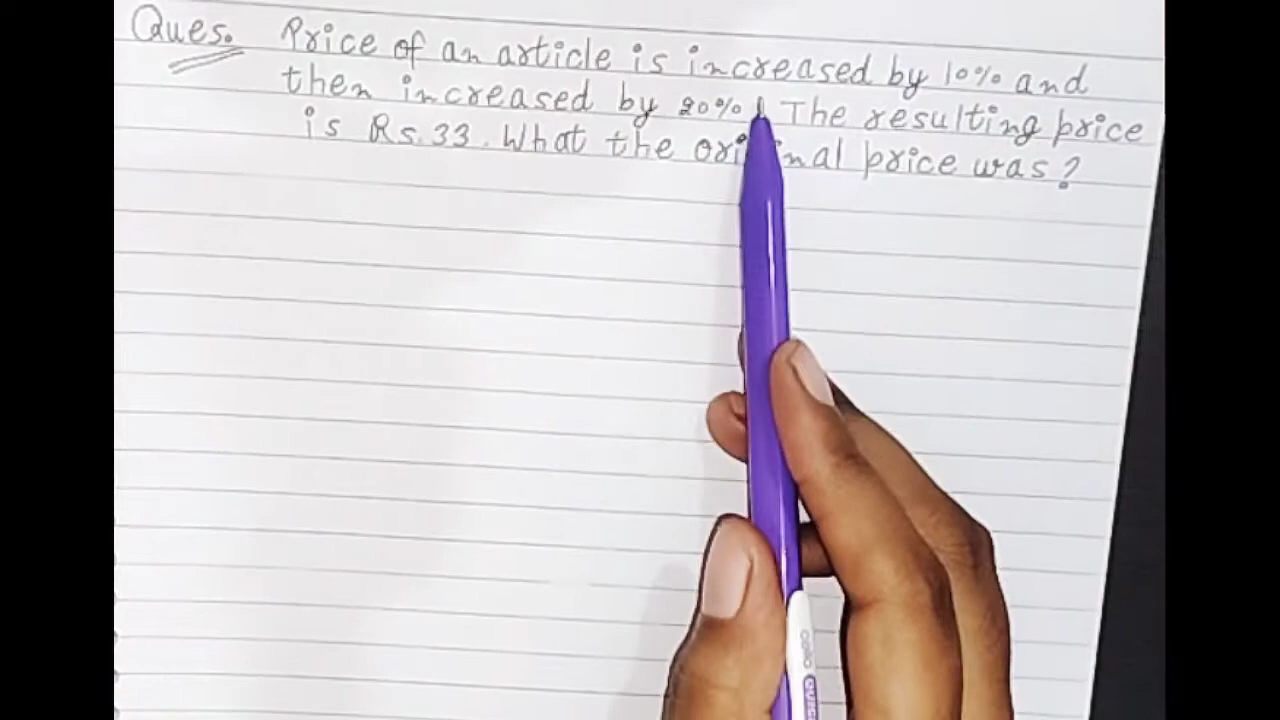 Ques. Price of an article is increased by 10% and
then increased by 20%. The resulting price
is Rs. 33. What the price was?
cello